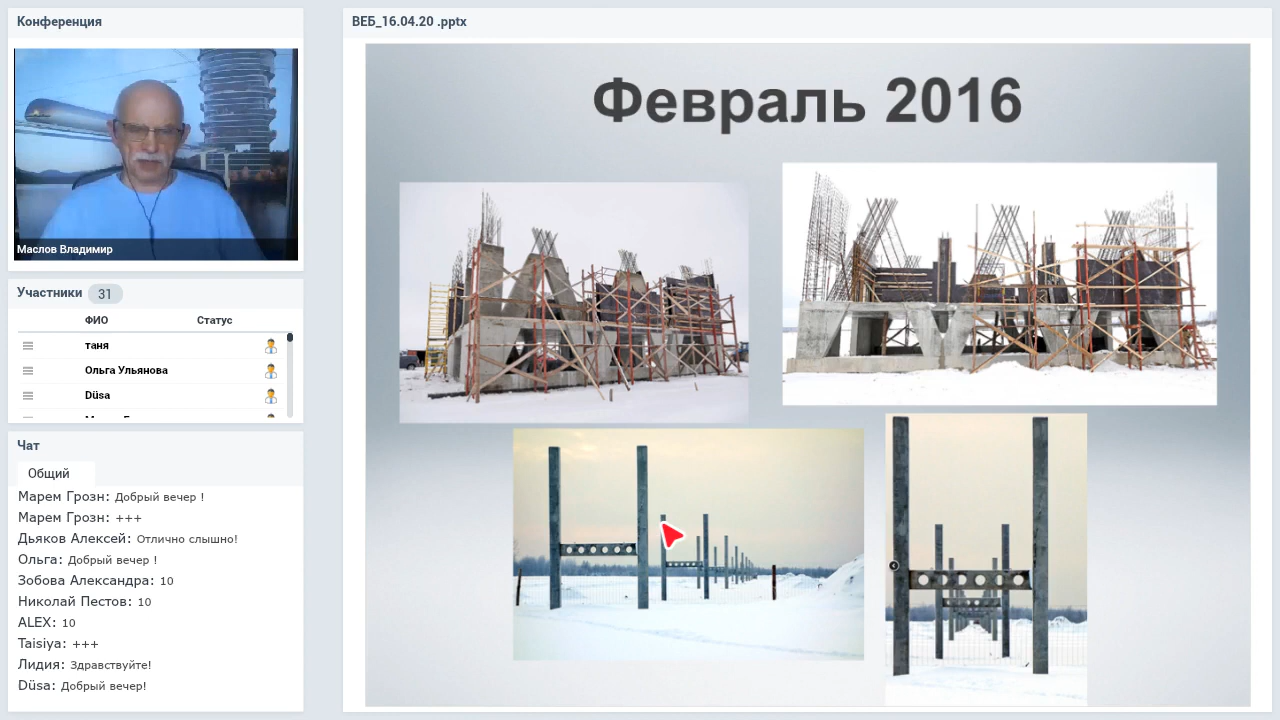 Конференция
Маслов Владимир
Участники 31
ФИО Статус
таня
Ольга Ульянова
Düsa
Чат
Общий
Марем Грозн: Добрый вечер !
Марем Грозн: +++
Дьяков Алексей: Отлично слышно!
Ольга: Добрый вечер !
Зобова Александра: 10
Николай Пестов: 10
ALEX: 10
Taisiya: +++
Лидия: Здравствуйте!
Düsa: Добрый вечер!
ВЕБ_16.04.20 .pptx
Февраль 2016